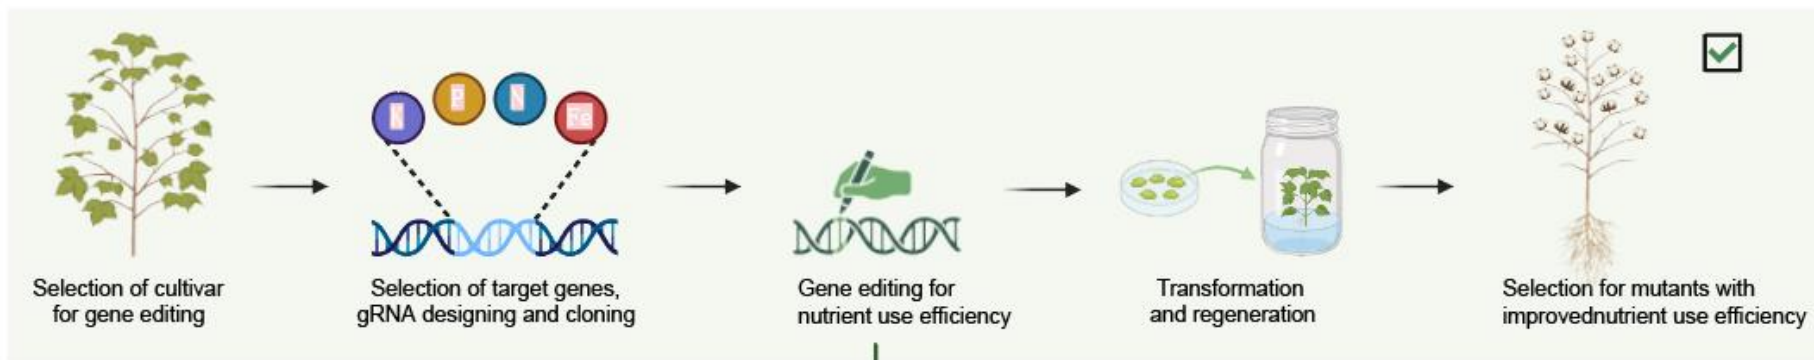 K
P
N
Fe
Selection of cultivar
for gene editing
Selection of target genes,
gRNA designing and cloning
Gene editing for
nutrient use efficiency
Transformation
and regeneration
Selection for mutants with
improvednutrient use efficiency